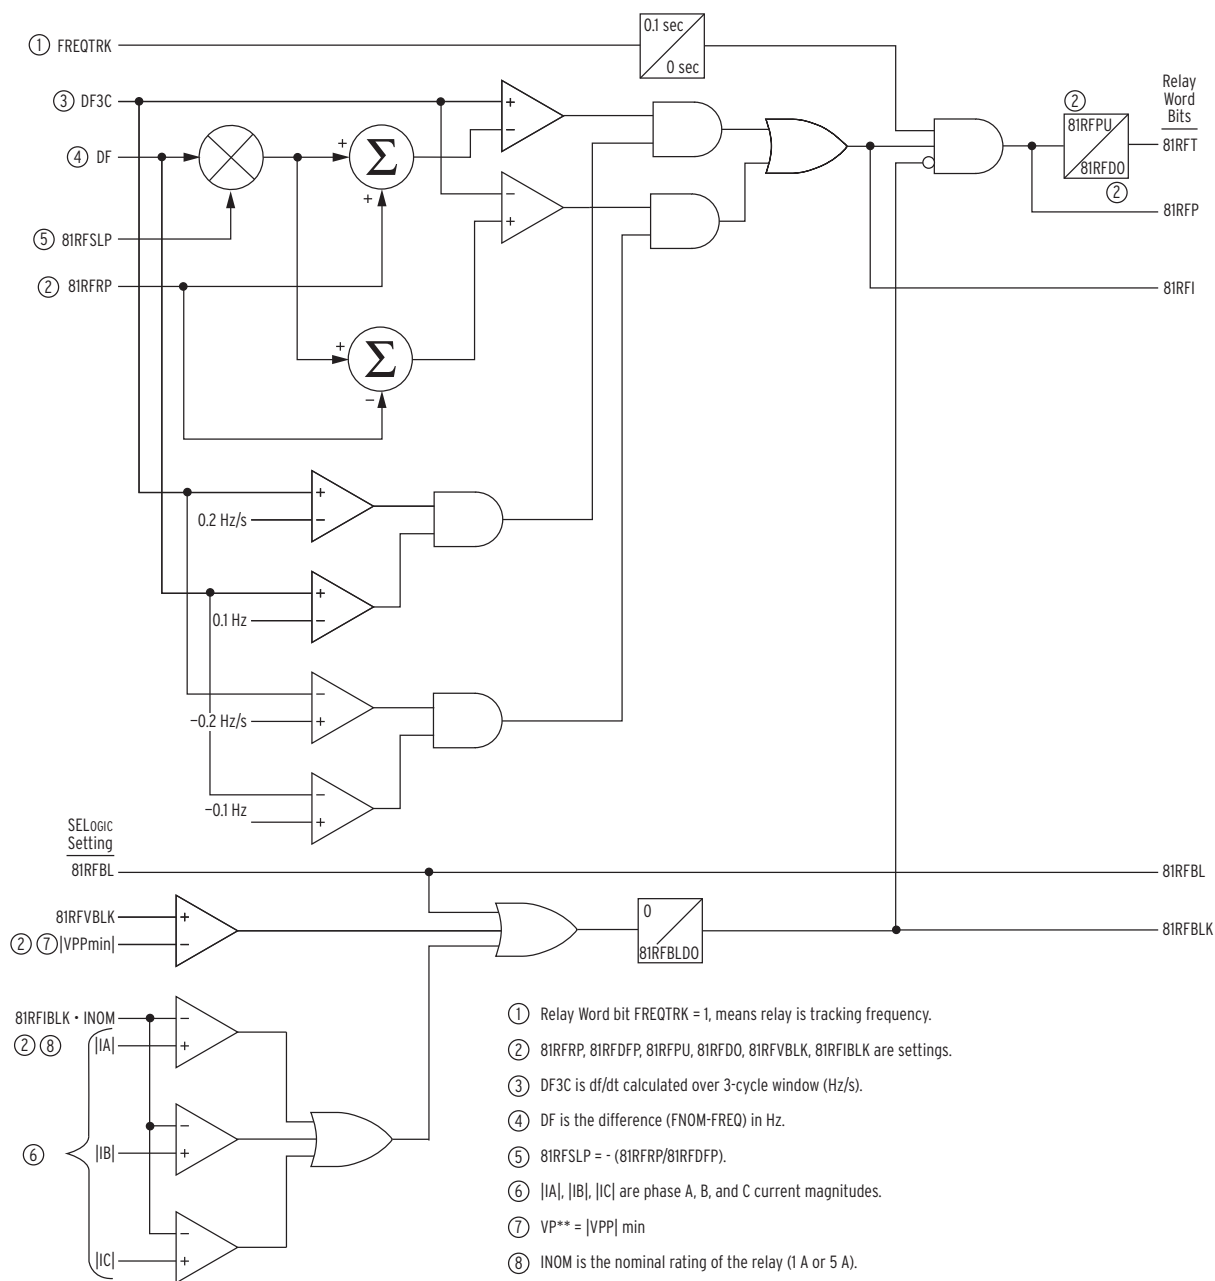 0.1 sec
① FREQTRK
0 sec
Relay
Word
Bits
③ DF3C
+
②
81RFPU
−
81RFT
④ DF
+
Σ
81RFDO
+
−
②
+
81RFP
⑤ 81RFSLP
② 81RFRP
81RFI
+
Σ
−
+
0.2 Hz/s
−
+
0.1 Hz
−
−
−0.2 Hz/s
+
−
−0.1 Hz
+
SELOGIC
Setting
81RFBL
81RFBL
81RFVBLK
+
0
② ⑦ |VPPmin|
−
81RFBLDO
81RFBLK
81RFIBLK • INOM
−
② ⑧
|IA|
+
−
⑥
|IB|
+
−
|IC|
+
① Relay Word bit FREQTRK = 1, means relay is tracking frequency.
② 81RFRP, 81RFDFP, 81RFPU, 81RFDO, 81RFVBLK, 81RFIBLK are settings.
③ DF3C is df/dt calculated over 3-cycle window (Hz/s).
④ DF is the difference (FNOM-FREQ) in Hz.
⑤ 81RFSLP = - (81RFRP/81RFDFP).
⑥ |IA|, |IB|, |IC| are phase A, B, and C current magnitudes.
⑦ VP** = |VPP| min
⑧ INOM is the nominal rating of the relay (1 A or 5 A).